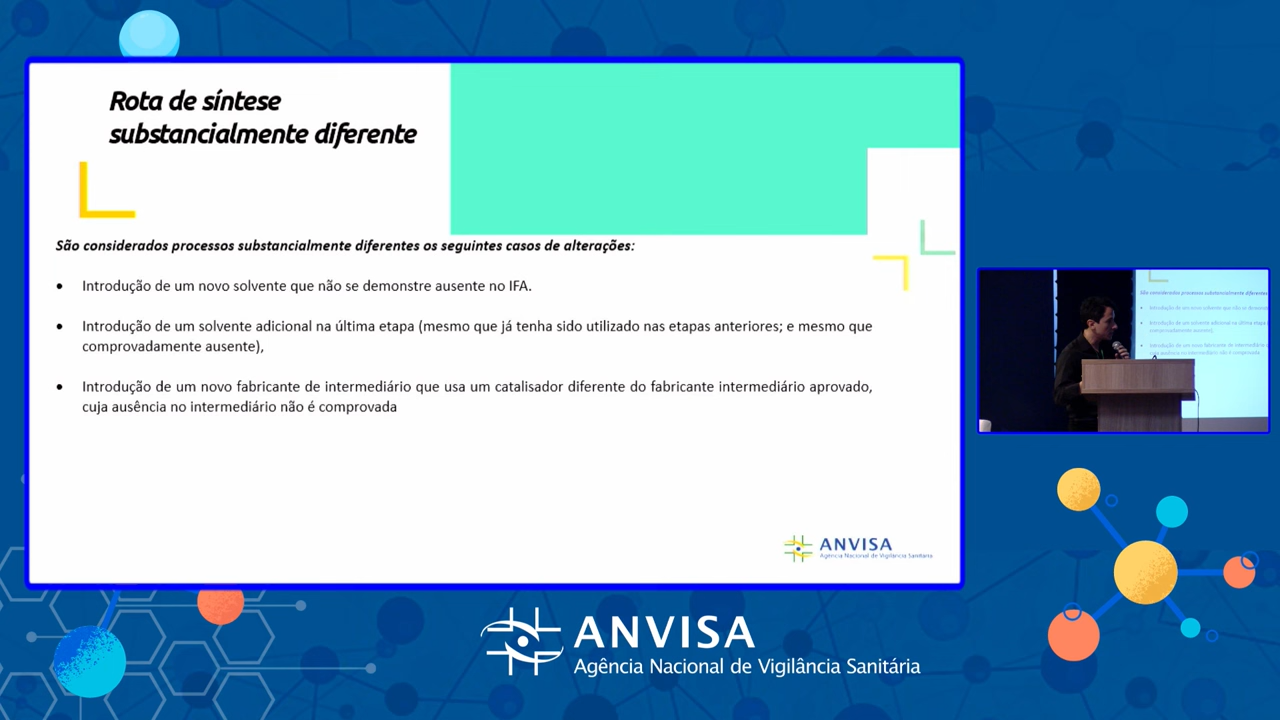 Rota de síntese
substancialmente diferente
São considerados processos substancialmente diferentes os seguintes casos de alterações:
• Introdução de um novo solvente que não se demonstre ausente no IFA.
• Introdução de um solvente adicional na última etapa (mesmo que já tenha sido utilizado nas etapas anteriores; e mesmo que
comprovadamente ausente),
• Introdução de um novo fabricante de intermediário que usa um catalisador diferente do fabricante intermediário aprovado,
cuja ausência no intermediário não é comprovada
ANVISA
Agência Nacional de Vigilância Sanitária
ANVISA
Agência Nacional de Vigilância Sanitária